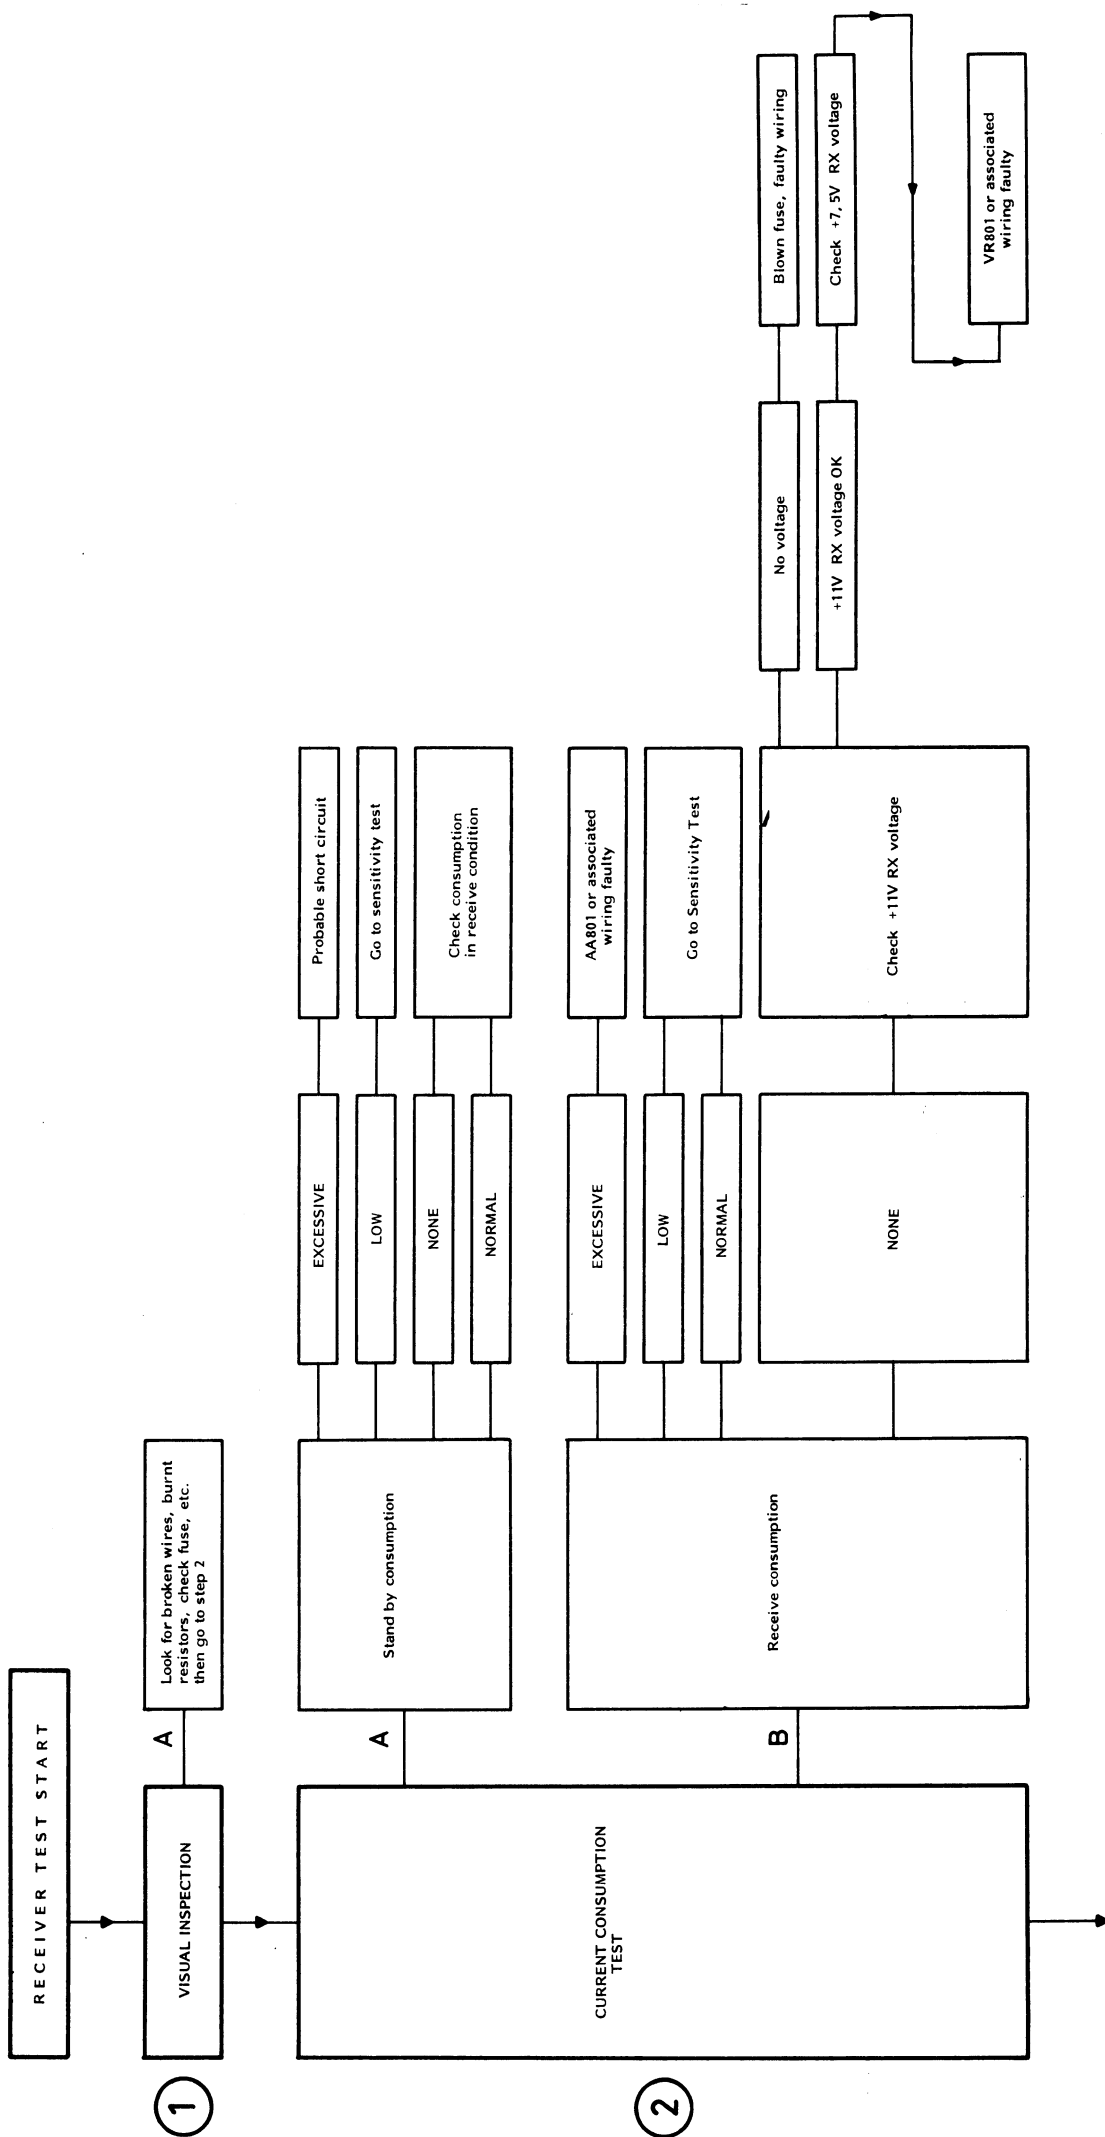 RECEIVER TEST START
1
VISUAL INSPECTION
A
Look for broken wires, burnt
resistors, check fuse, etc.
then go to step 2
2
CURRENT CONSUMPTION
TEST
A
Stand by consumption
EXCESSIVE
Probable short circuit
LOW
Go to sensitivity test
NONE
NORMAL
Check consumption
in receive condition
B
Receive consumption
EXCESSIVE
AA801 or associated
wiring faulty
LOW
NORMAL
Go to Sensitivity Test
NONE
Check +11V RX voltage
No voltage
Blown fuse, faulty wiring
+11V RX voltage OK
Check +7,5V RX voltage
VR801 or associated
wiring faulty